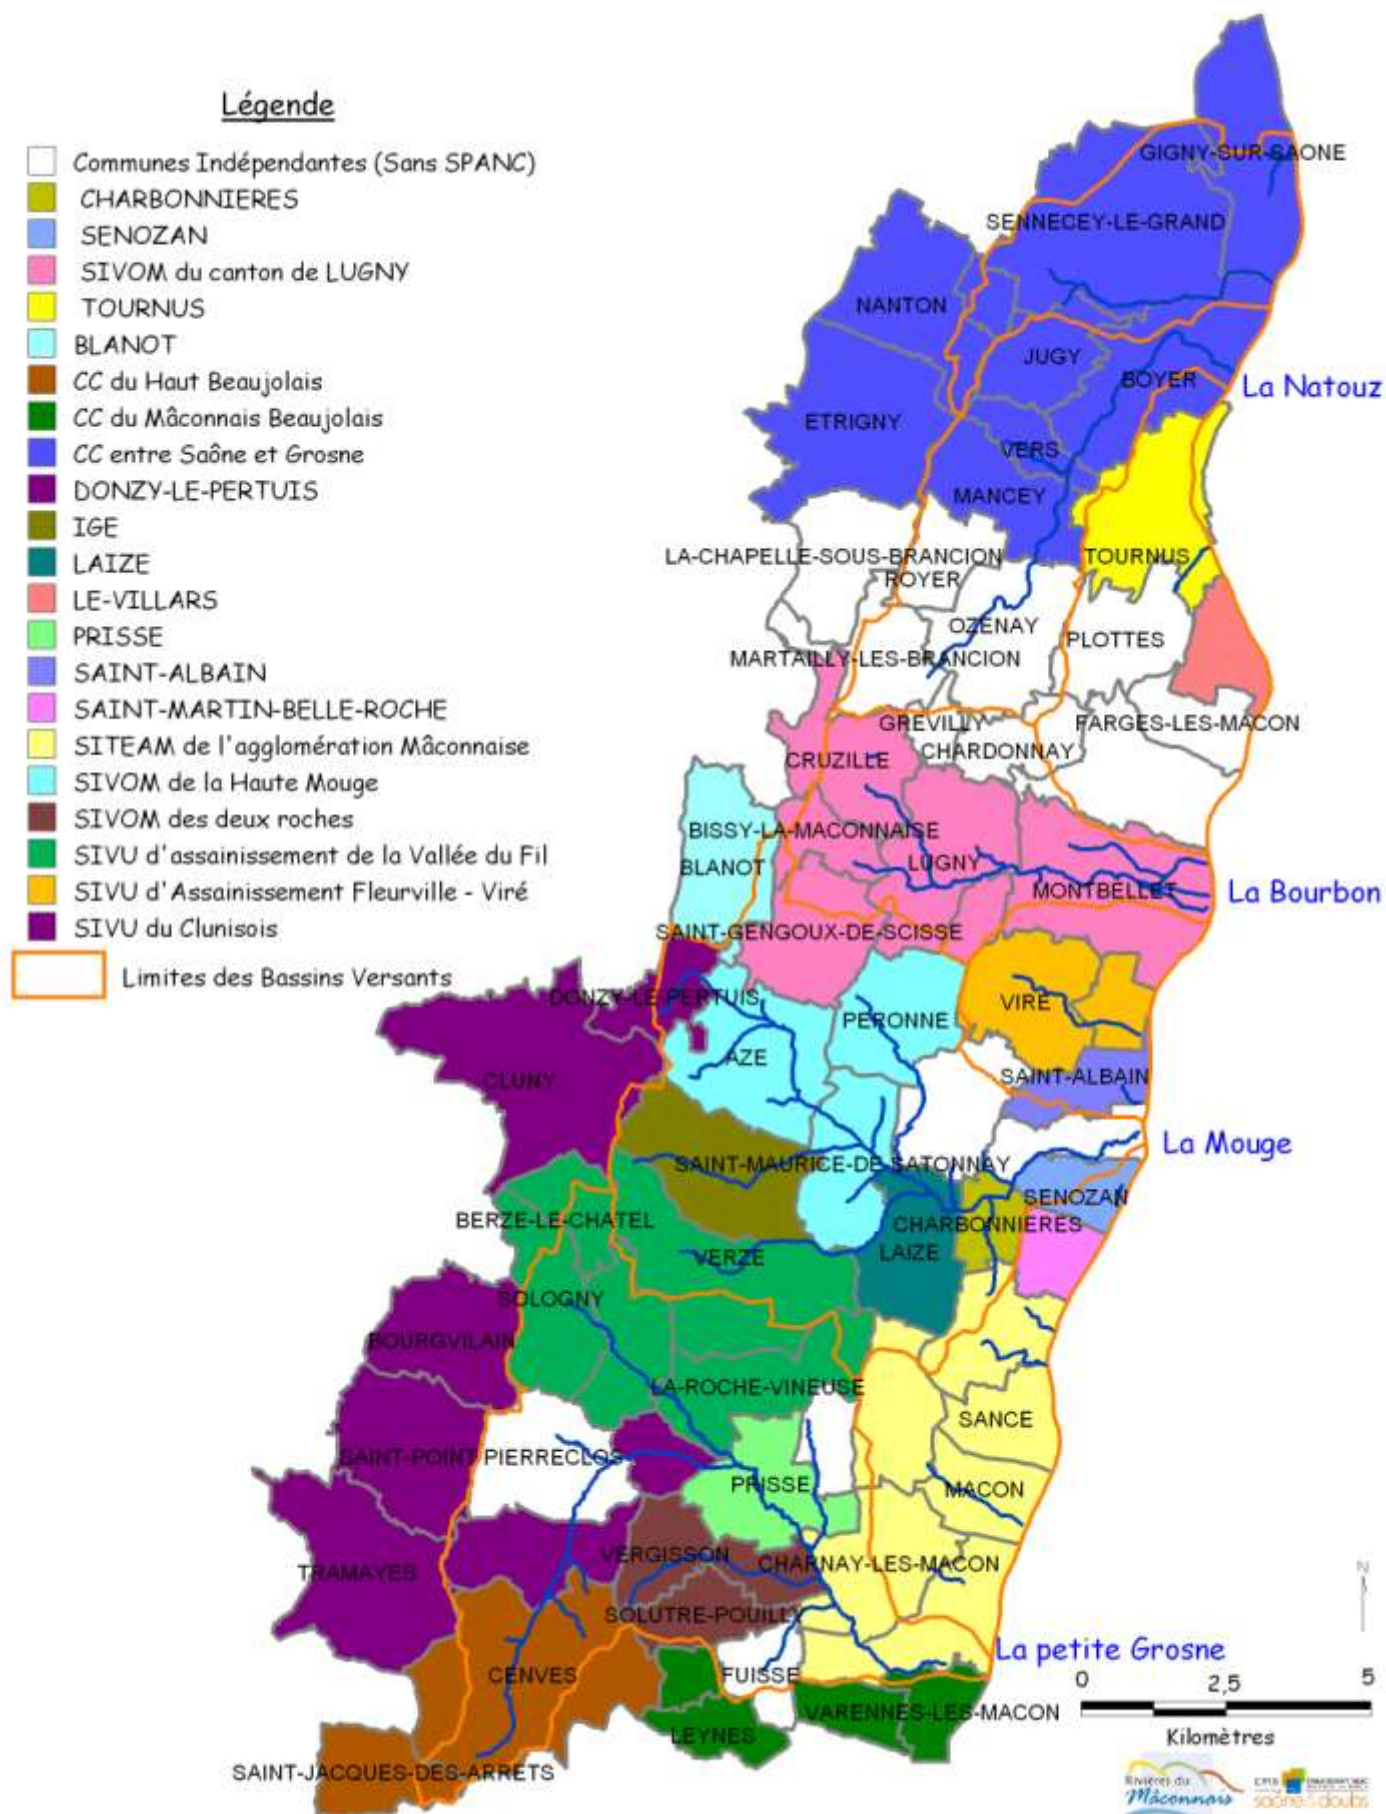 Légende
Communes Indépendantes (Sans SPANC)
CHARBONNIERES
SENOZAN
SIVOM du canton de LUGNY
TOURNUS
BLANOT
CC du Haut Beaujolais
CC du Mâconnais Beaujolais
CC entre Saône et Grosne
DONZY-LE-PERTUIS
IGE
LAIZE
LE-VILLARS
PRISSE
SAINT-ALBAIN
SAINT-MARTIN-BELLE-ROCHE
SITEAM de l'agglomération Mâconnaise
SIVOM de la Haute Mouge
SIVOM des deux roches
SIVU d'assainissement de la Vallée du Fil
SIVU d'Assainissement Fleurville - Viré
SIVU du Clunisois
Limites des Bassins Versants
GIGNY-SUR-SAONE
SENNECEY-LE-GRAND
NANTON
JUGY
BOYER
La Natouz
ETRIGNY
VERS
MANCEY
LA-CHAPELLE-SOUS-BRANCION
TOURNUS
ROYER
OZENAY
PLOTTES
MARTAILLY-LES-BRANCION
GREVILLY
FARGES-LES-MACON
CHARDONNAY
CRUZILLE
BISSY-LA-MACONNAISE
BLANOT
LUGNY
MONTBELLET
La Bourbon
SAINT-GENGOUX-DE-SCISSE
DONZY-LE-PERTUIS
VIRE
PERONNE
AZE
CLUNY
SAINT-ALBAIN
La Mouge
SAINT-MAURICE-DE-SATONNAY
SENOZAN
BERZE-LE-CHATEL
CHARBONNIERES
LAIZE
VERZE
SOLOGNY
BOURGVILAIN
LA-ROCHE-VINEUSE
SANCE
SAINT-POINT
PIERRECLOS
PRISSE
MACON
VERGISSON
CHARNAY-LES-MACON
TRAMAYES
SOLUTRE-POUILLY
La petite Grosne
CENVES
FUISSE
VARENNES-LES-MACON
LEYNES
SAINT-JACQUES-DES-ARRETS
N
0 2,5 5
Kilomètres
Rivières du
Mâconnais
saône&doubs